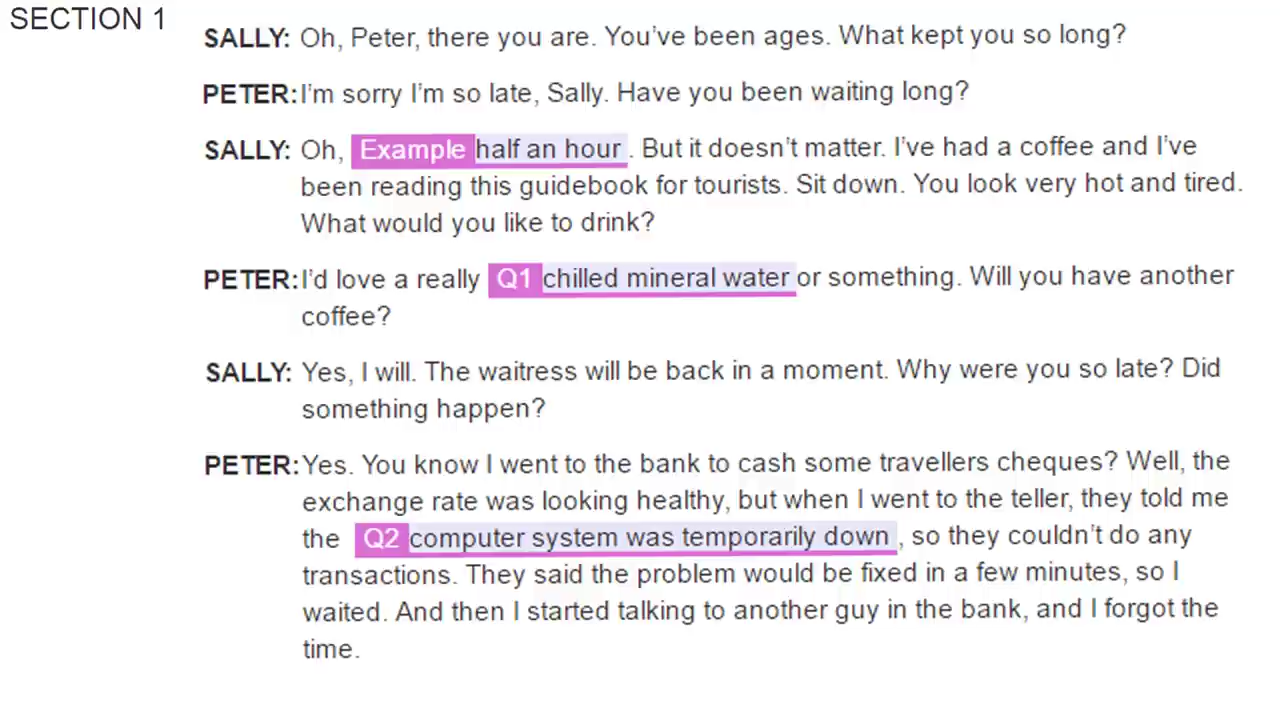 SECTION 1
SALLY: Oh, Peter, there you are. You've been ages. What kept you so long?
PETER: I'm sorry I'm so late, Sally. Have you been waiting long?
SALLY: Oh, Example half an hour . But it doesn't matter. I've had a coffee and I've
been reading this guidebook for tourists. Sit down. You look very hot and tired.
What would you like to drink?
PETER: I'd love a really Q1 chilled mineral water or something. Will you have another
coffee?
SALLY: Yes, I will. The waitress will be back in a moment. Why were you so late? Did
something happen?
PETER: Yes. You know I went to the bank to cash some travellers cheques? Well, the
exchange rate was looking healthy, but when I went to the teller, they told me
the Q2 computer system was temporarily down , so they couldn't do any
transactions. They said the problem would be fixed in a few minutes, so I
waited. And then I started talking to another guy in the bank, and I forgot the
time.